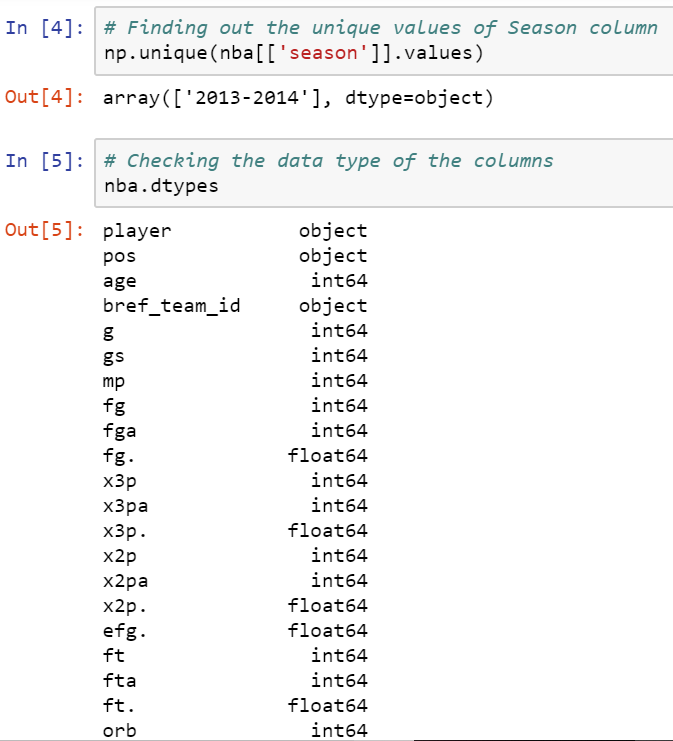 In [4]: # Finding out the unique values of Season column
np.unique(nba[['season']].values)
Out[4]: array(['2013-2014'], dtype=object)
In [5]: # Checking the data type of the columns
nba.dtypes
Out[5]: player object
pos object
age int64
bref_team_id object
g int64
gs int64
mp int64
fg int64
fga int64
fg. float64
x3p int64
x3pa int64
x3p. float64
x2p int64
x2pa int64
x2p. float64
efg. float64
ft int64
fta int64
ft. float64
orb int64